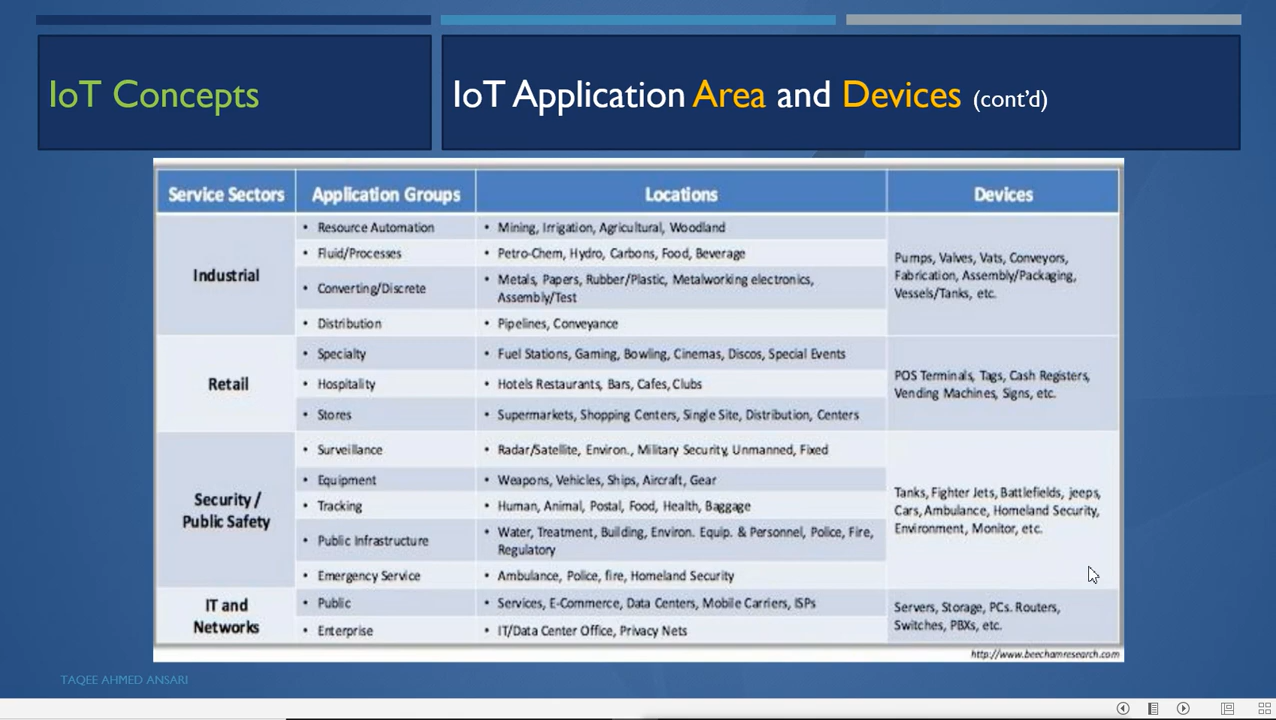 IoT Concepts
IoT Application Area and Devices (cont'd)
Service Sectors Application Groups Locations Devices
Industrial
• Resource Automation
• Mining, Irrigation, Agricultural, Woodland
• Fluid/Processes
• Petro-Chem, Hydro, Carbons, Food, Beverage
• Converting/Discrete
• Metals, Papers, Rubber/Plastic, Metalworking electronics,
Assembly/Test
• Distribution
• Pipelines, Conveyance
Pumps, Valves, Vats, Conveyors,
Fabrication, Assembly/Packaging,
Vessels/Tanks, etc.
Retail
• Specialty
• Fuel Stations, Gaming, Bowling, Cinemas, Discos, Special Events
• Hospitality
• Hotels Restaurants, Bars, Cafes, Clubs
• Stores
• Supermarkets, Shopping Centers, Single Site, Distribution, Centers
POS Terminals, Tags, Cash Registers,
Vending Machines, Signs, etc.
Security /
Public Safety
• Surveillance
• Radar/Satellite, Environ., Military Security, Unmanned, Fixed
• Equipment
• Weapons, Vehicles, Ships, Aircraft, Gear
• Tracking
• Human, Animal, Postal, Food, Health, Baggage
• Public Infrastructure
• Water, Treatment, Building, Environ. Equip. & Personnel, Police, Fire,
Regulatory
• Emergency Service
• Ambulance, Police, fire, Homeland Security
Tanks, Fighter Jets, Battlefields, jeeps,
Cars, Ambulance, Homeland Security,
Environment, Monitor, etc.
IT and
Networks
• Public
• Services, E-Commerce, Data Centers, Mobile Carriers, ISPs
• Enterprise
• IT/Data Center Office, Privacy Nets
Servers, Storage, PCs. Routers,
Switches, PBXs, etc.
http://www.beechamresearch.com
TAQEE AHMED ANSARI